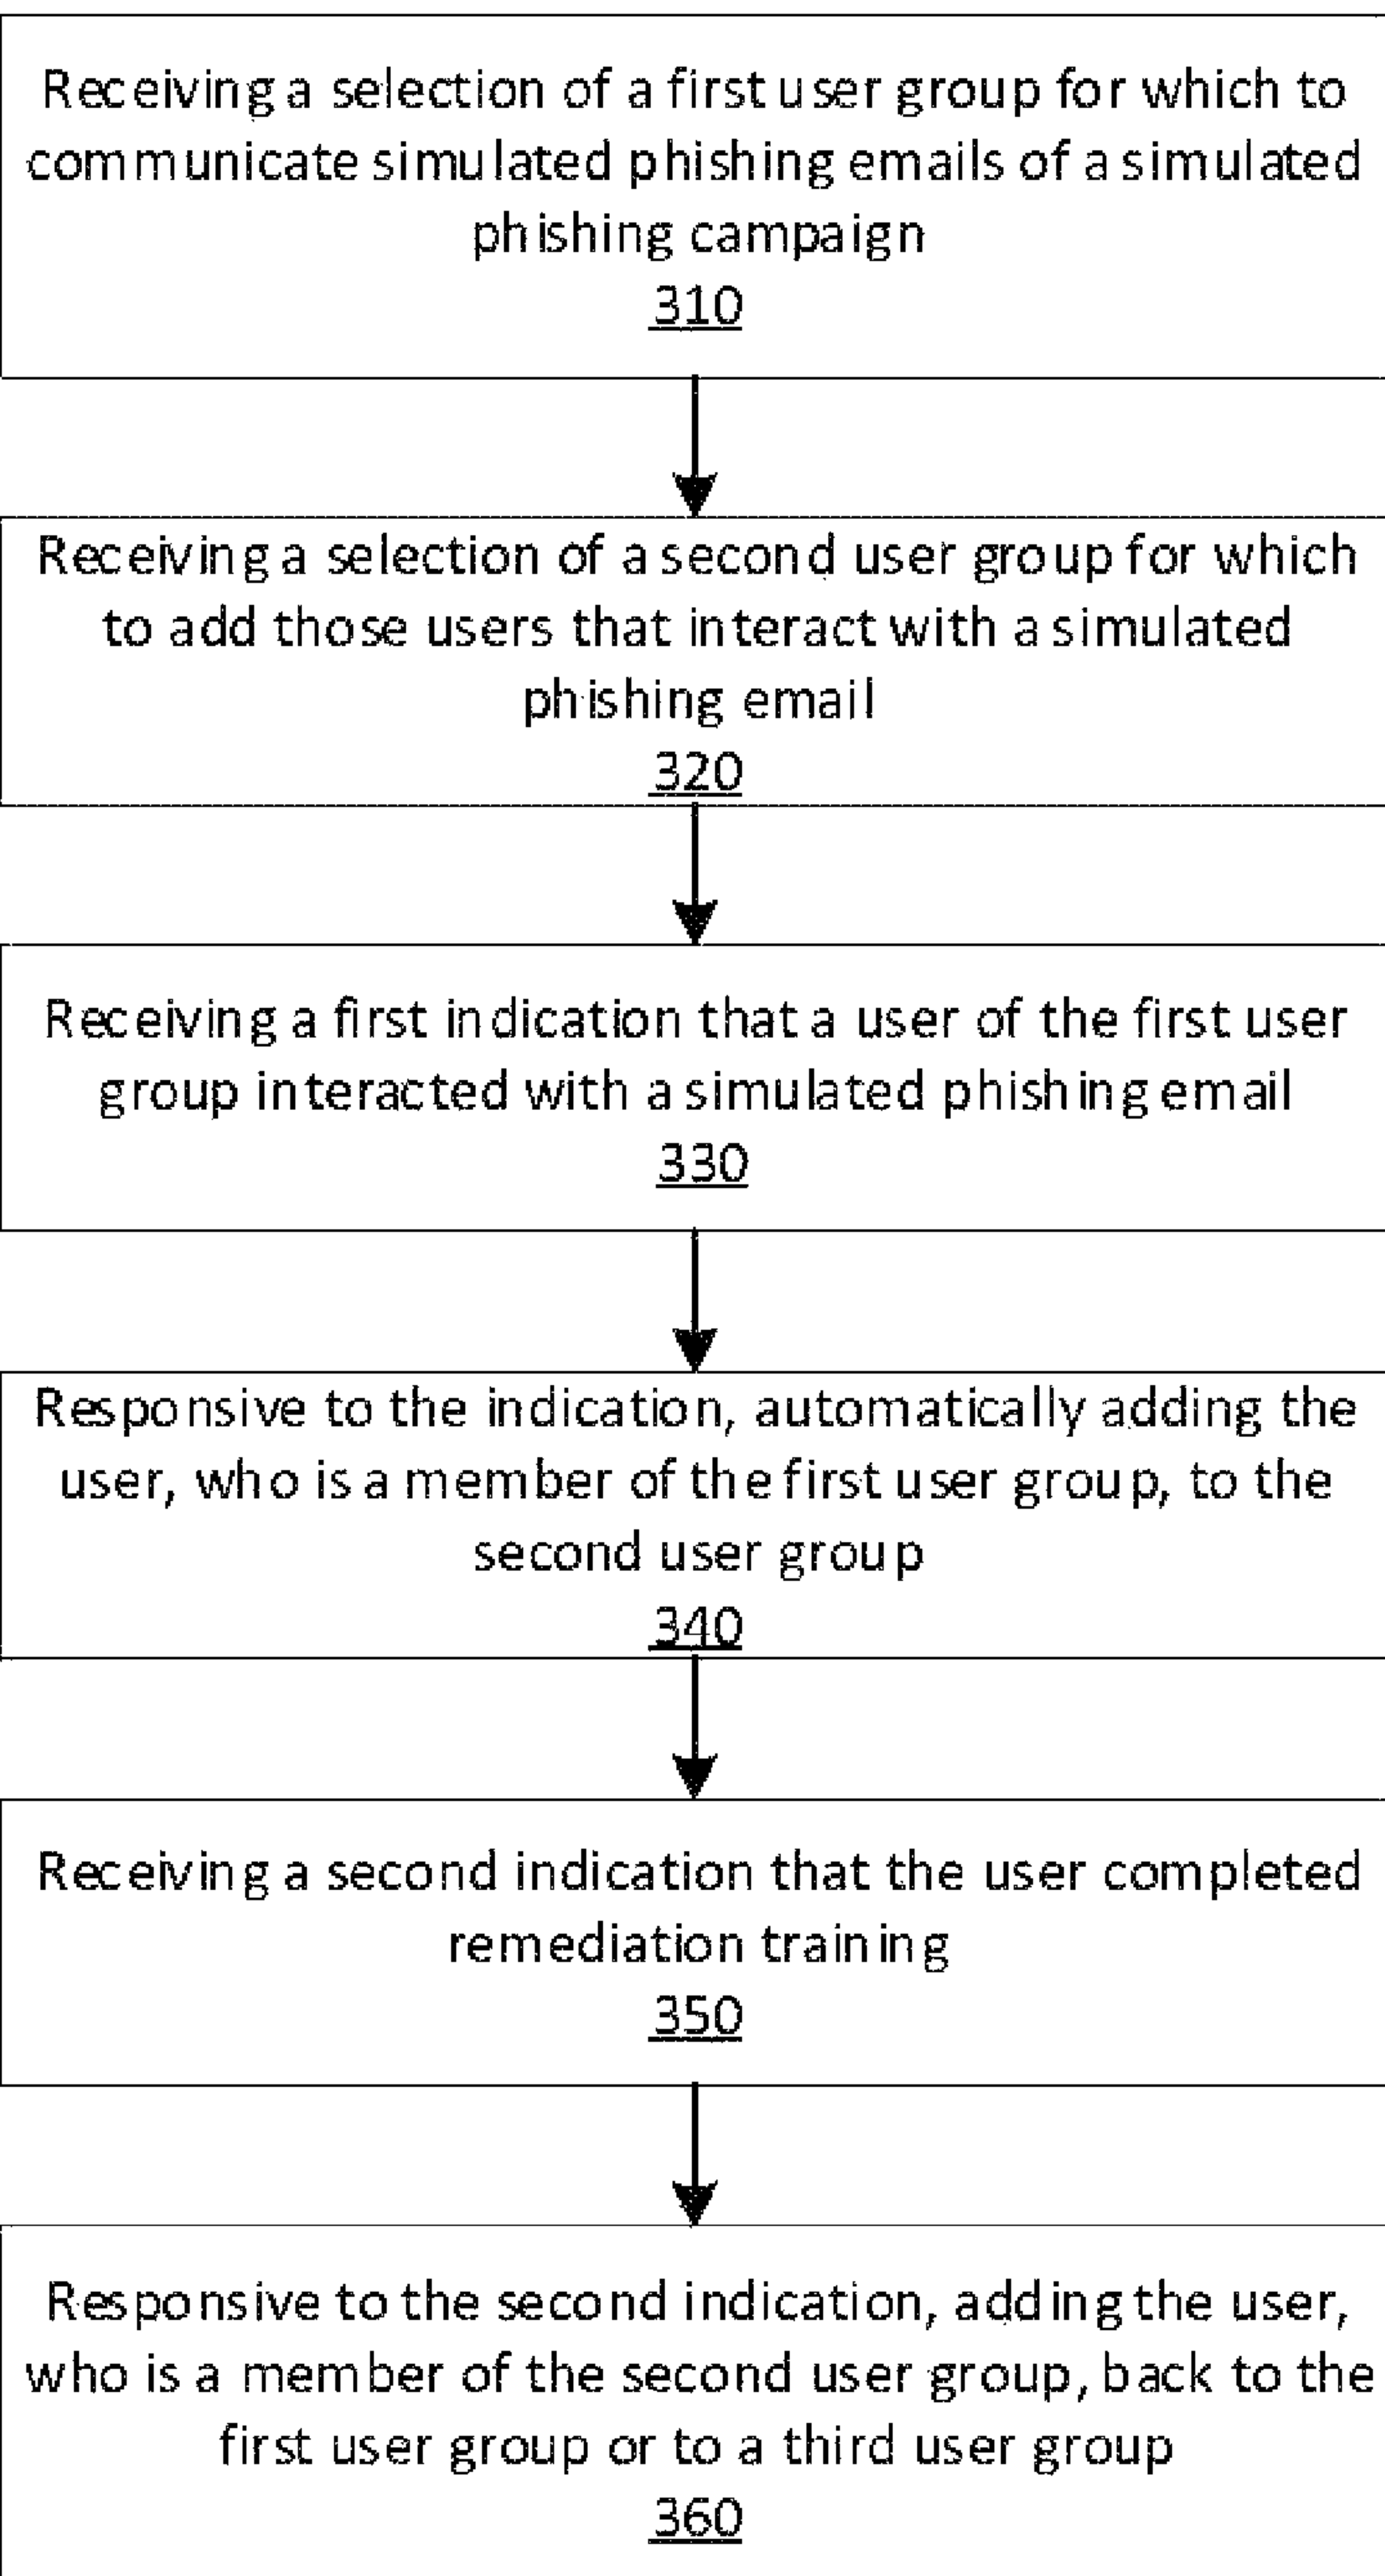 Receiving a selection of a first user group for which to
communicate simulated phishing emails of a simulated
phishing campaign
310
Receiving a selection of a second user group for which
to add those users that interact with a simulated
phishing email
320
Receiving a first indication that a user of the first user
group interacted with a simulated phishing email
330
Responsive to the indication, automatically adding the
user, who is a member of the first user group, to the
second user group
340
Receiving a second indication that the user completed
remediation training
350
Responsive to the second indication, adding the user,
who is a member of the second user group, back to the
first user group or to a third user group
360